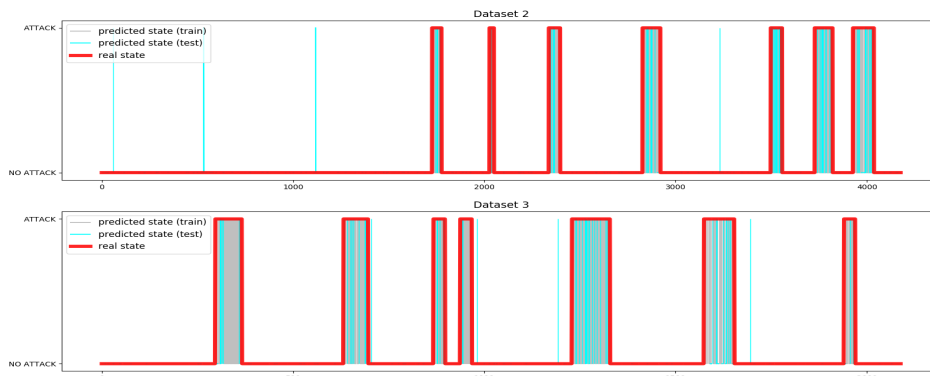 Dataset 2
ATTACK
predicted state (train)
predicted state (test)
real state
NO ATTACK
0 1000 2000 3000 4000
Dataset 3
ATTACK
predicted state (train)
predicted state (test)
real state
NO ATTACK